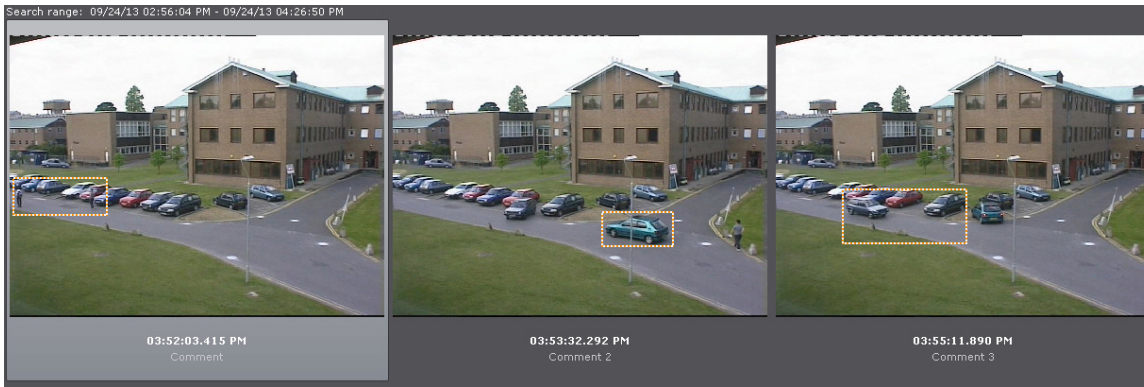 Search range: 09/24/13 02:56:04 PM - 09/24/13 04:26:50 PM
03:52:03.415 PM
Comment
03:53:32.292 PM
Comment 2
03:55:11.890 PM
Comment 3